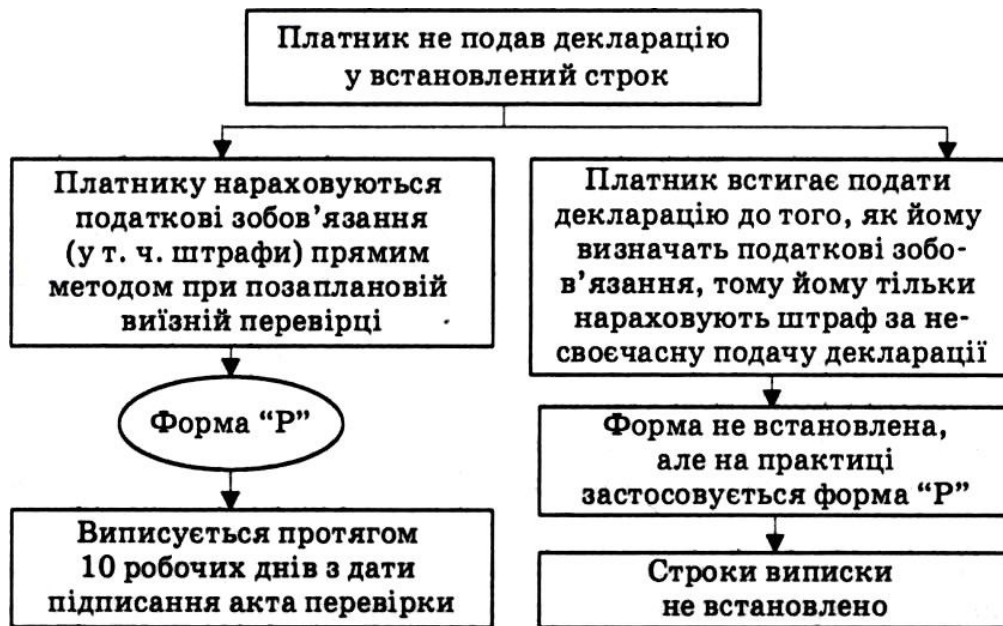 Платник не подав декларацію
у встановлений строк
Платнику нараховуються
податкові зобов’язання
(у т. ч. штрафи) прямим
методом при позаплановій
виїзній перевірці
Форма “Р”
Виписується протягом
10 робочих днів з дати
підписання акта перевірки
Платник встигає подати
декларацію до того, як йому
визначать податкові зобо-
в’язання, тому йому тільки
нараховують штраф за не-
своєчасну подачу декларації
Форма не встановлена,
але на практиці
застосовується форма “Р”
Строки виписки
не встановлено